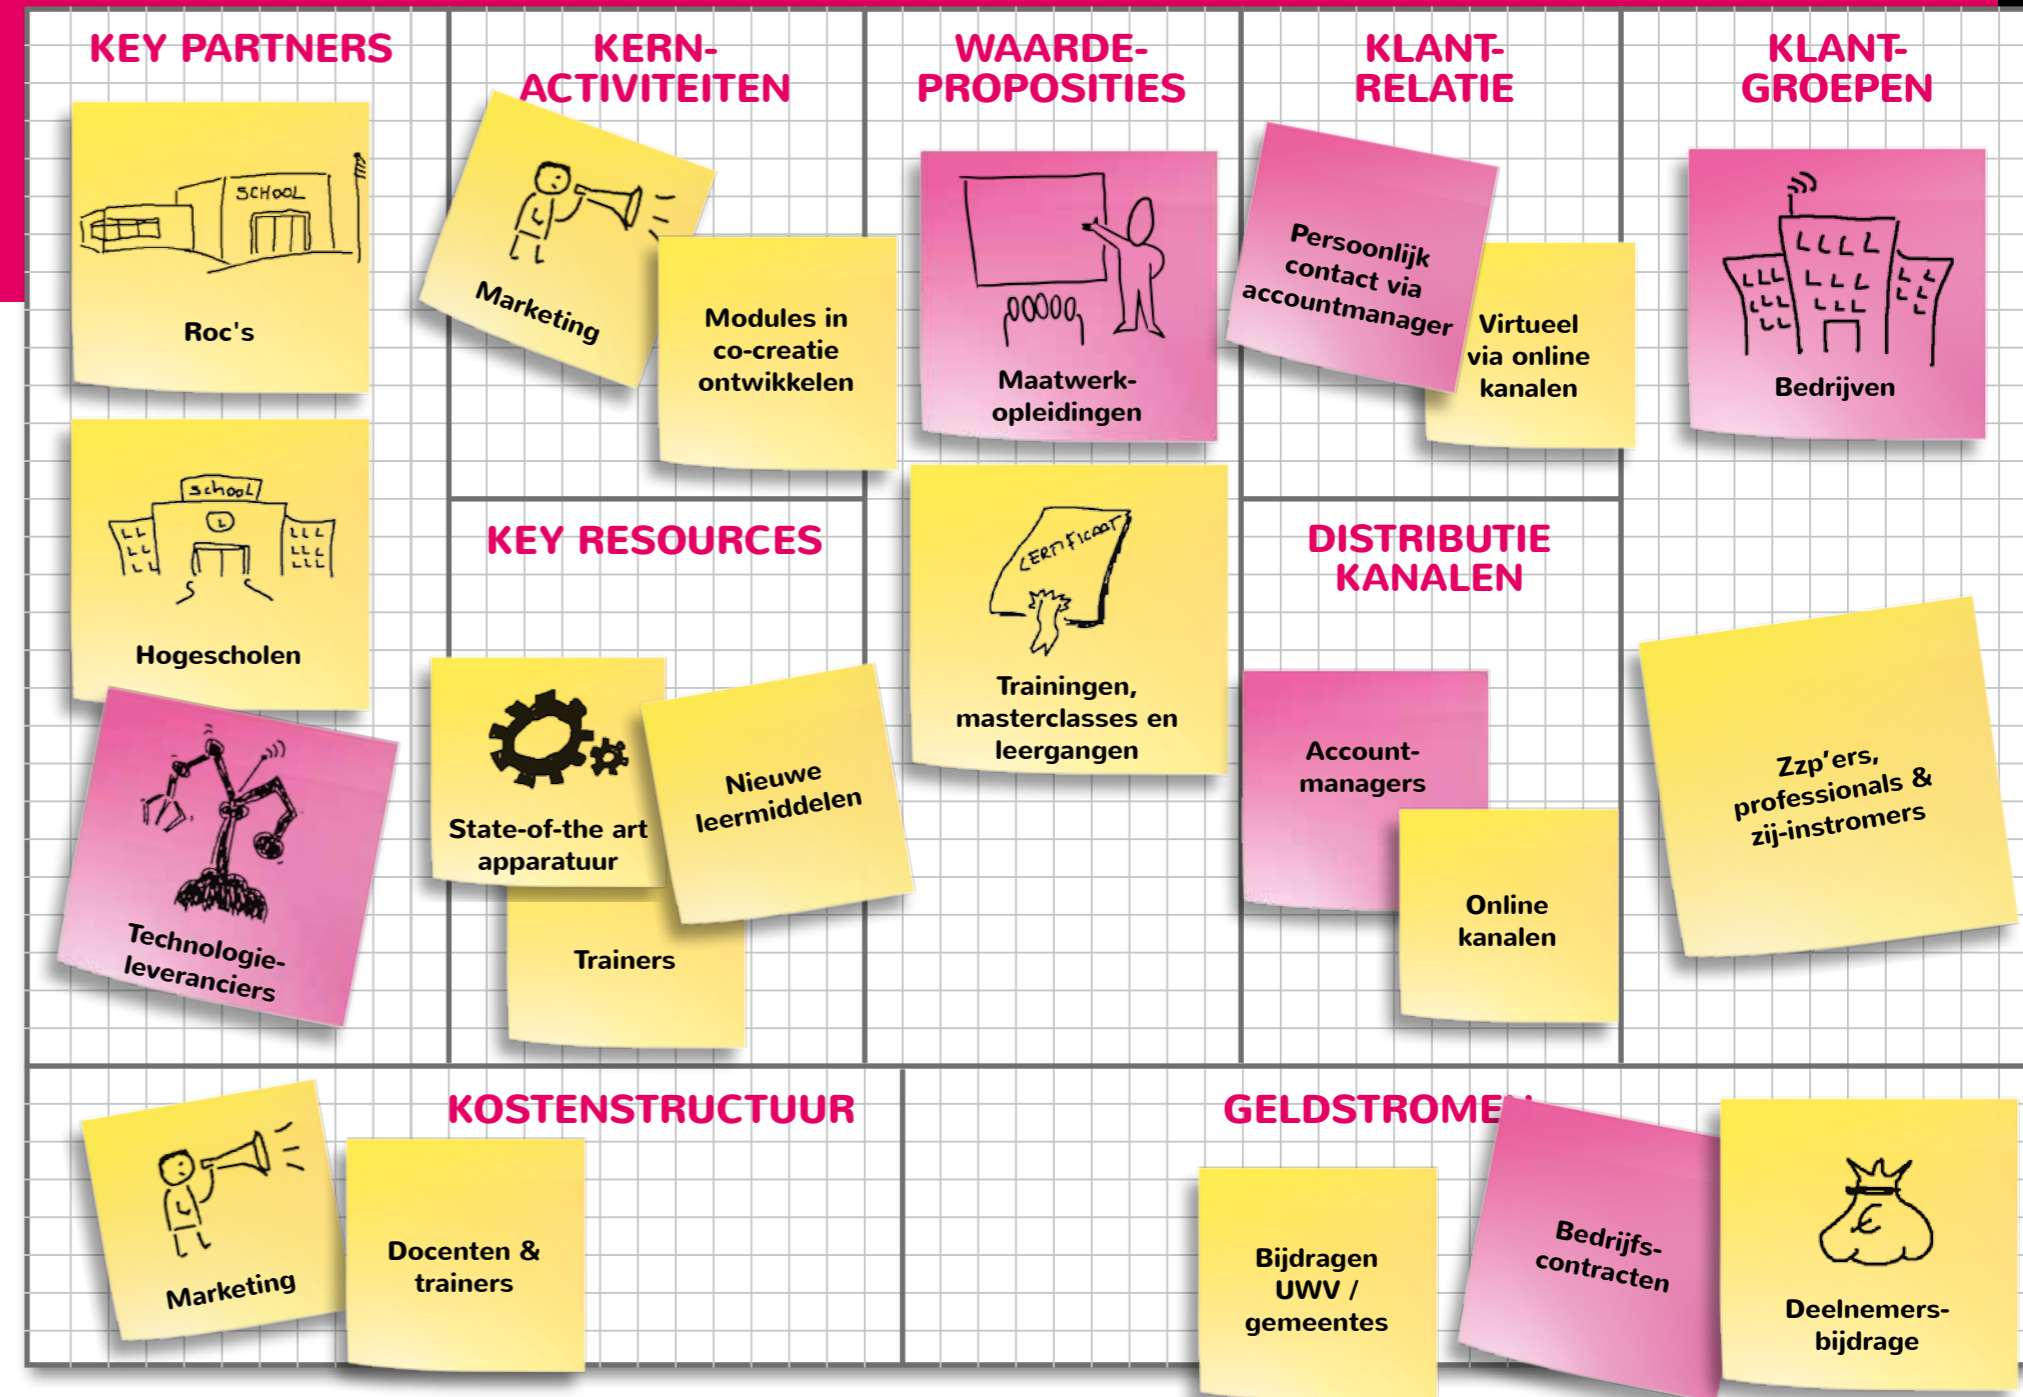 KEY PARTNERS
SCHOOL
Roc's
School
Hogescholen
Technologie-
leveranciers
KERN-
ACTIVITEITEN
Marketing
Modules in
co-creatie
ontwikkelen
KEY RESOURCES
State-of-the art
apparatuur
Nieuwe
leermiddelen
Trainers
WAARDE-
PROPOSITIES
Maatwerk-
opleidingen
CERTIFICAAT
Trainingen,
masterclasses en
leergangen
KLANT-
RELATIE
Persoonlijk
contact via
accountmanager
Virtueel
via online
kanalen
DISTRIBUTIE
KANALEN
Account-
managers
Online
kanalen
KLANT-
GROEPEN
Bedrijven
Zzp'ers,
professionals &
zij-instromers
KOSTENSTRUCTUUR
Marketing
Docenten &
trainers
GELDSTROMEN
Bijdragen
UWV /
gemeentes
Bedrijfs-
contracten
€
Deelnemers-
bijdrage